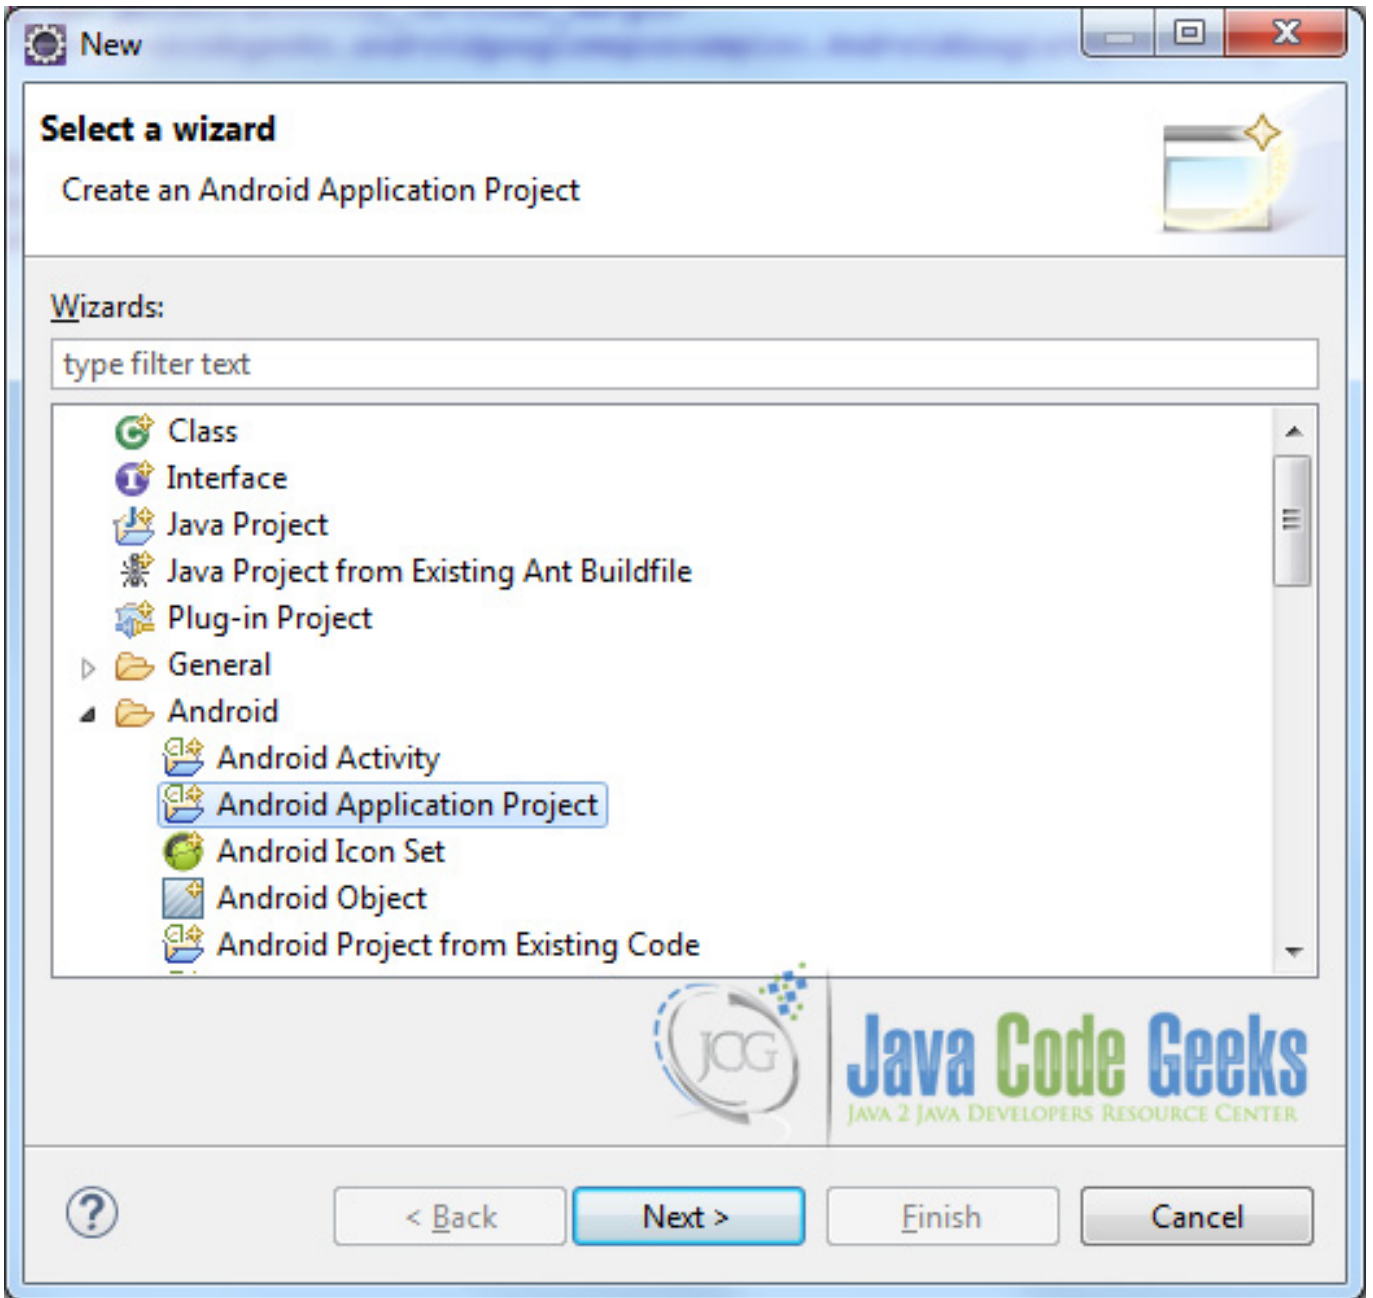 New
Select a wizard
Create an Android Application Project
Wizards:
type filter text
Class
Interface
Java Project
Java Project from Existing Ant Buildfile
Plug-in Project
General
Android
Android Activity
Android Application Project
Android Icon Set
Android Object
Android Project from Existing Code
JCG
Java Code Geeks
JAVA 2 JAVA DEVELOPERS RESOURCE CENTER
< Back
Next >
Finish
Cancel